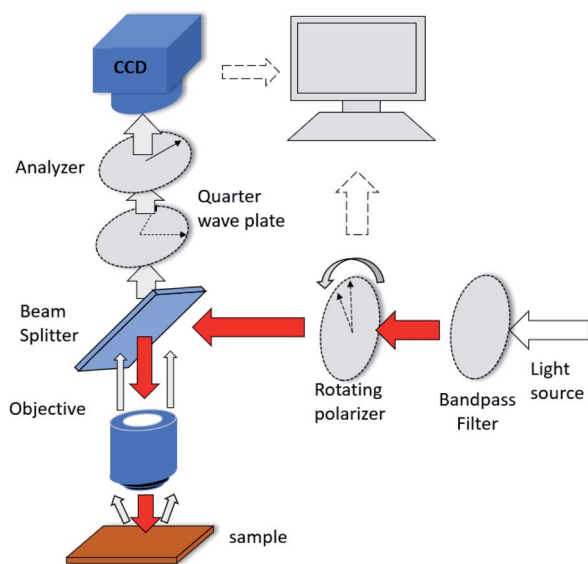 CCD
Analyzer
Quarter
wave plate
Beam
Splitter
Objective
Rotating
polarizer
Bandpass
Filter
Light
source
sample